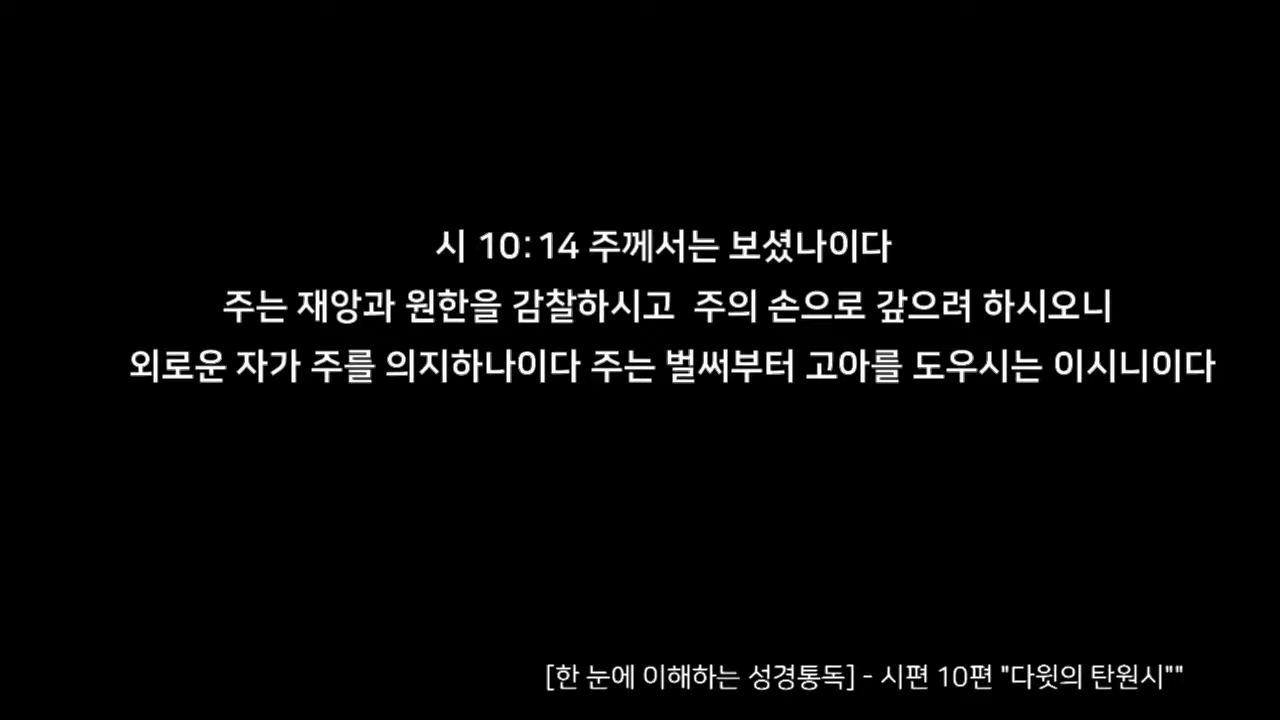 시 10:14 주께서는 보셨나이다
주는 재앙과 원한을 감찰하시고 주의 손으로 갚으려 하시오니
외로운 자가 주를 의지하나이다 주는 벌써부터 고아를 도우시는 이시니이다
[한 눈에 이해하는 성경통독] - 시편 10편 "다윗의 탄원시""